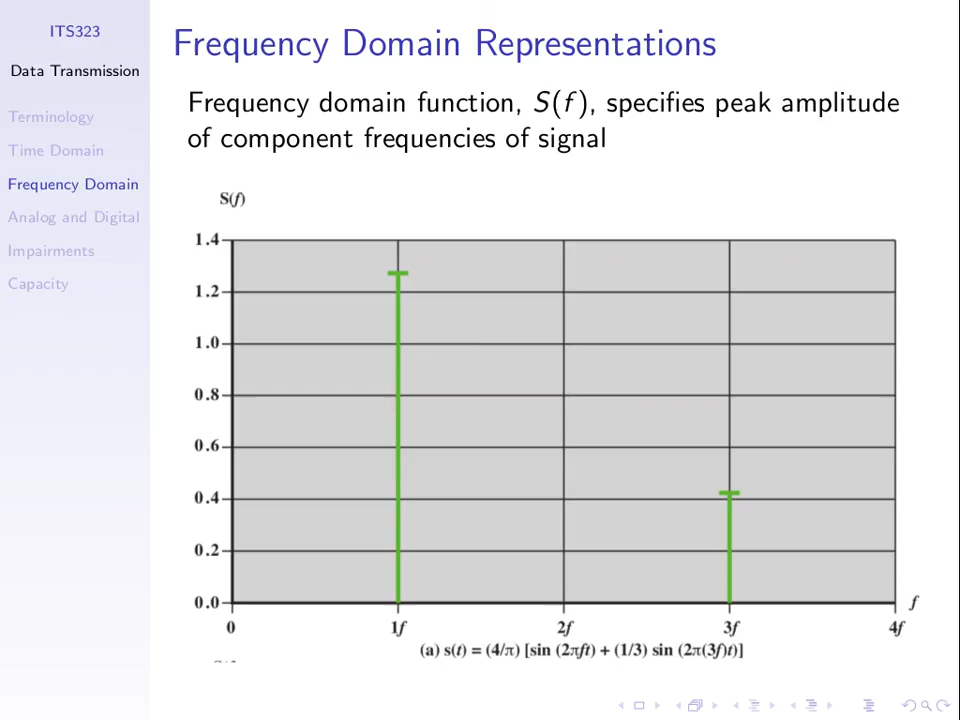 ITS323
Data Transmission
Terminology
Time Domain
Frequency Domain
Analog and Digital
Impairments
Capacity
Frequency Domain Representations
Frequency domain function, S(f), specifies peak amplitude
of component frequencies of signal
S(f)
1.4
1.2
1.0
0.8
0.6
0.4
0.2
0.0
0 1f 2f 3f 4f
f
(a) s(t) = (4/π) [sin (2πft) + (1/3) sin (2π(3f)t)]